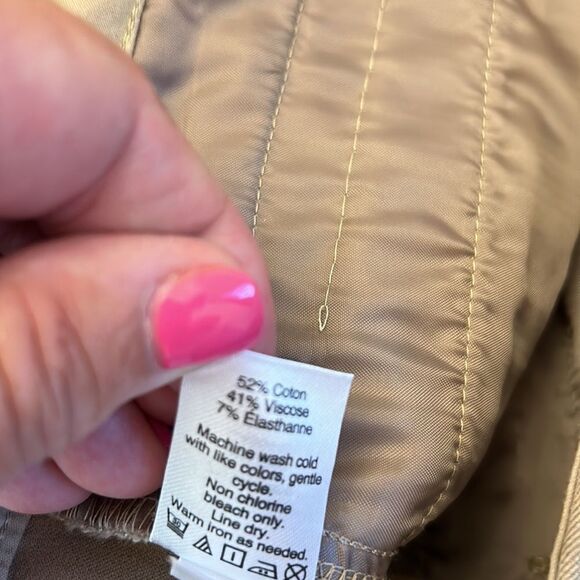 52% Coton
41% Viscose
7% Elasthanne
Machine wash cold
with like colors, gentle
cycle.
Non chlorine
bleach only.
Line dry.
Warm iron as needed.